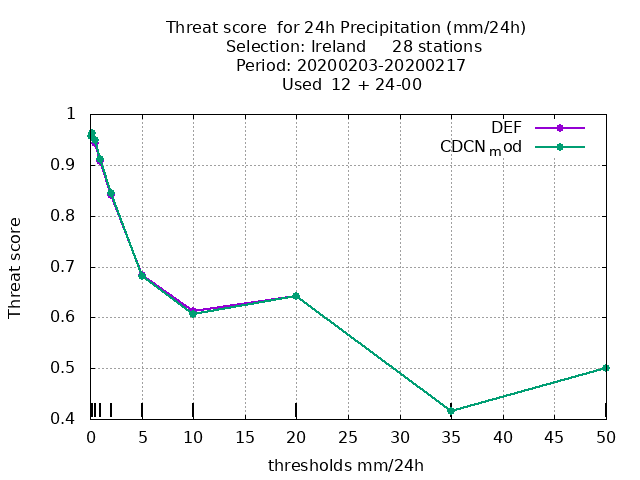 Threat score  for 24h Precipitation (mm/24h)
Selection: Ireland     28 stations
Period: 20200203-20200217
Used  12 + 24-00
DEF
CDCNmod
Threat score
1
0.9
0.8
0.7
0.6
0.5
0.4
0 5 10 15 20 25 30 35 40 45 50
thresholds mm/24h